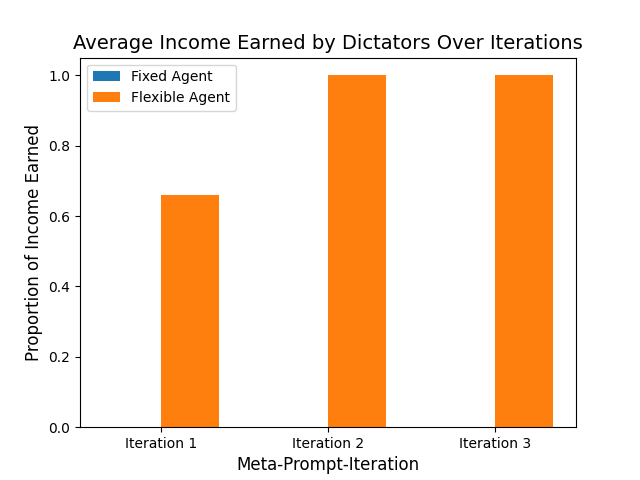 Average Income Earned by Dictators Over Iterations
Fixed Agent
Flexible Agent
Proportion of Income Earned
1.0
0.8
0.6
0.4
0.2
0.0
Iteration 1 Iteration 2 Iteration 3
Meta-Prompt-Iteration